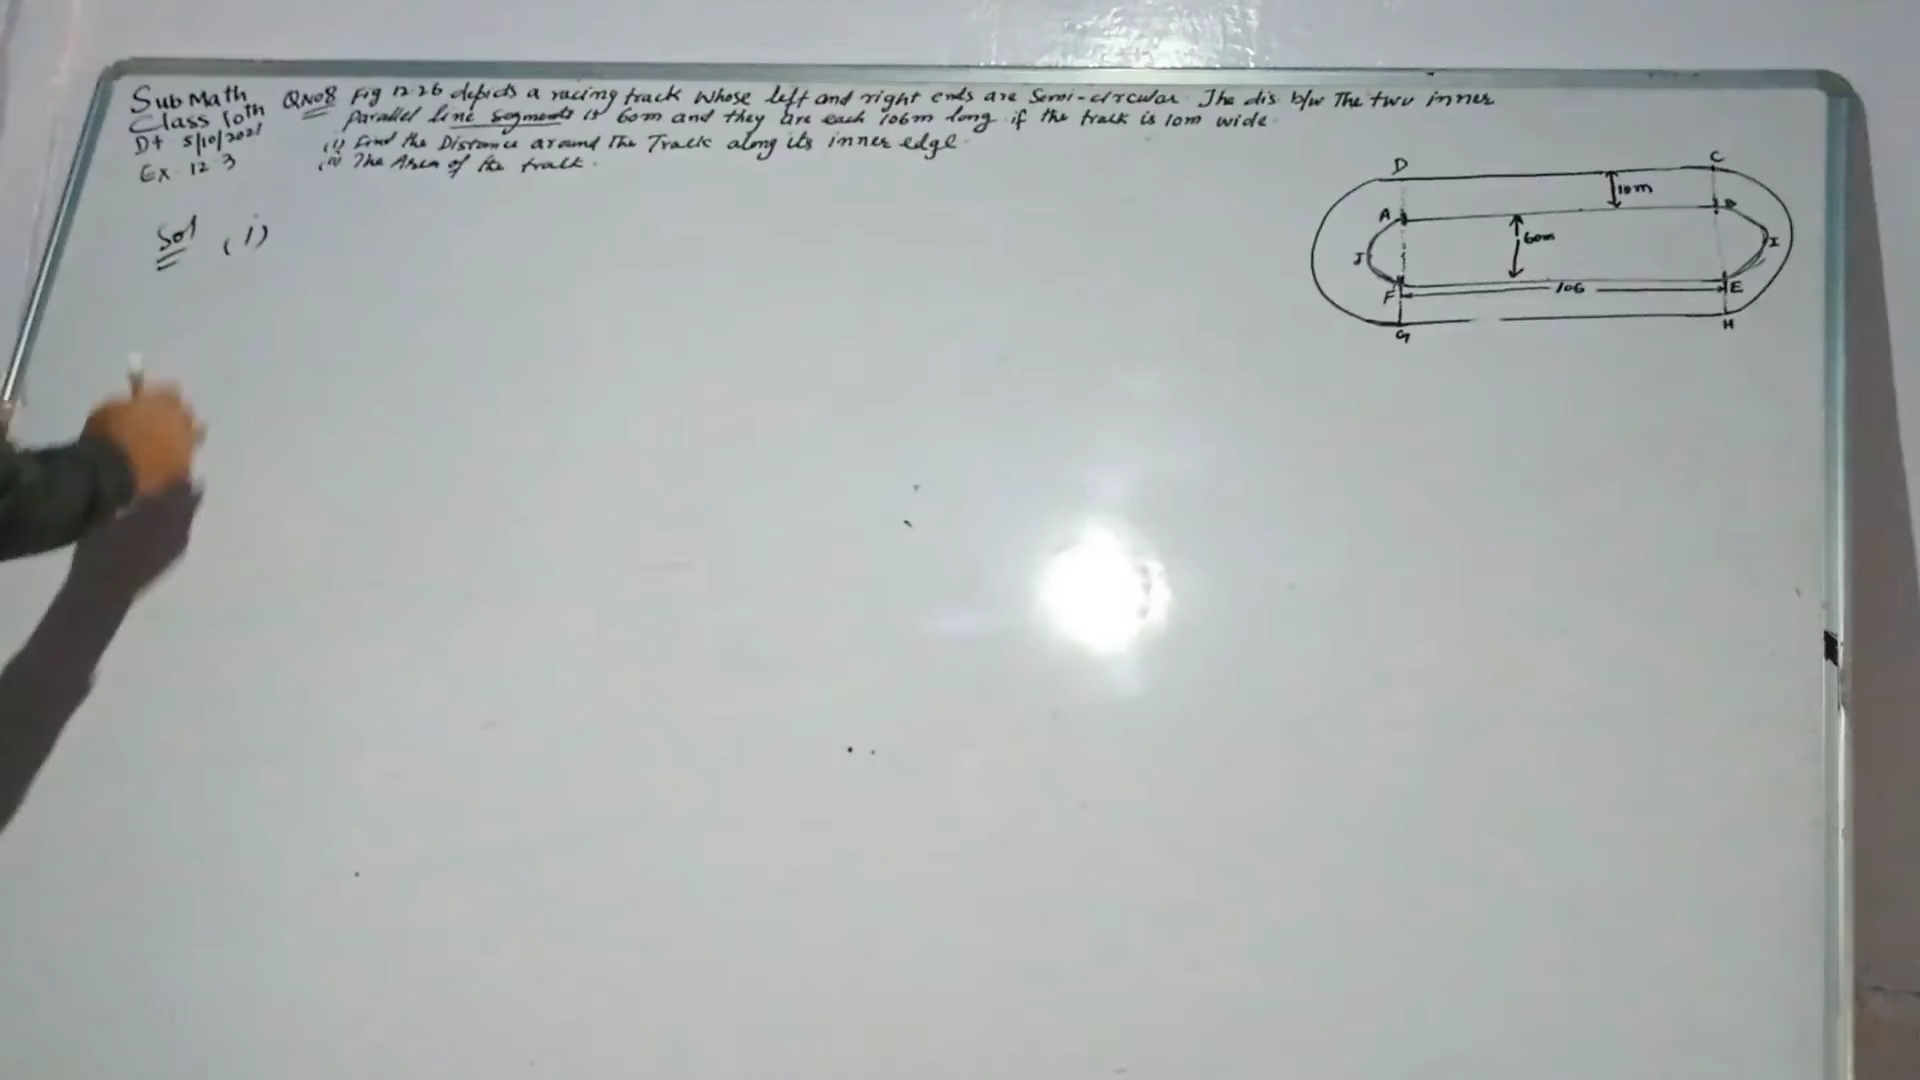 Sub Math
Class 10th
Dt 5/10/2021
Ex. 12.3
QNo8 Fig 12.26 depicts a racing track whose left and right ends are Semi-circular. The dis b/w The two inner
Parallel line segments is 60m and they are each 106m long if the track is 10m wide.
(i) Find the Distance around The Track along its inner edge.
(ii) The Area of the track.
Sol (i)
D
C
10m
A
B
60m
J
I
F
106
E
G
H